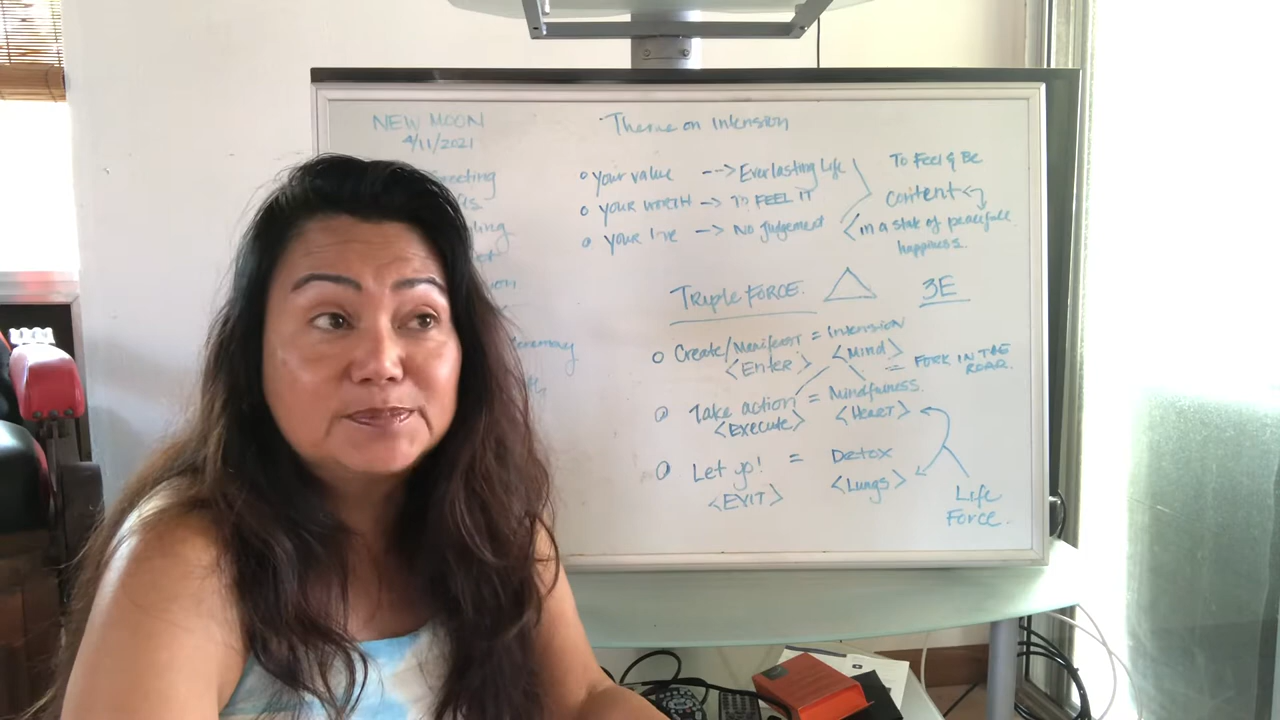 NEW MOON
4/11/2021
Greeting
Theme on Intension
Your value --> Everlasting Life
YOUR WORTH --> TO FEEL IT
--> No Judgement
To Feel & Be
content
in a state of peacefull
happiness.
TRIPLE FORCE. 3E
Create/Manifest = Intension
<Enter> <Mind>
= FORK IN THE
ROAD.
Take action = Mindfulness.
<Execute> <HEART>
Let go! = Detox
<EXIT> <Lungs>
Life
Force.